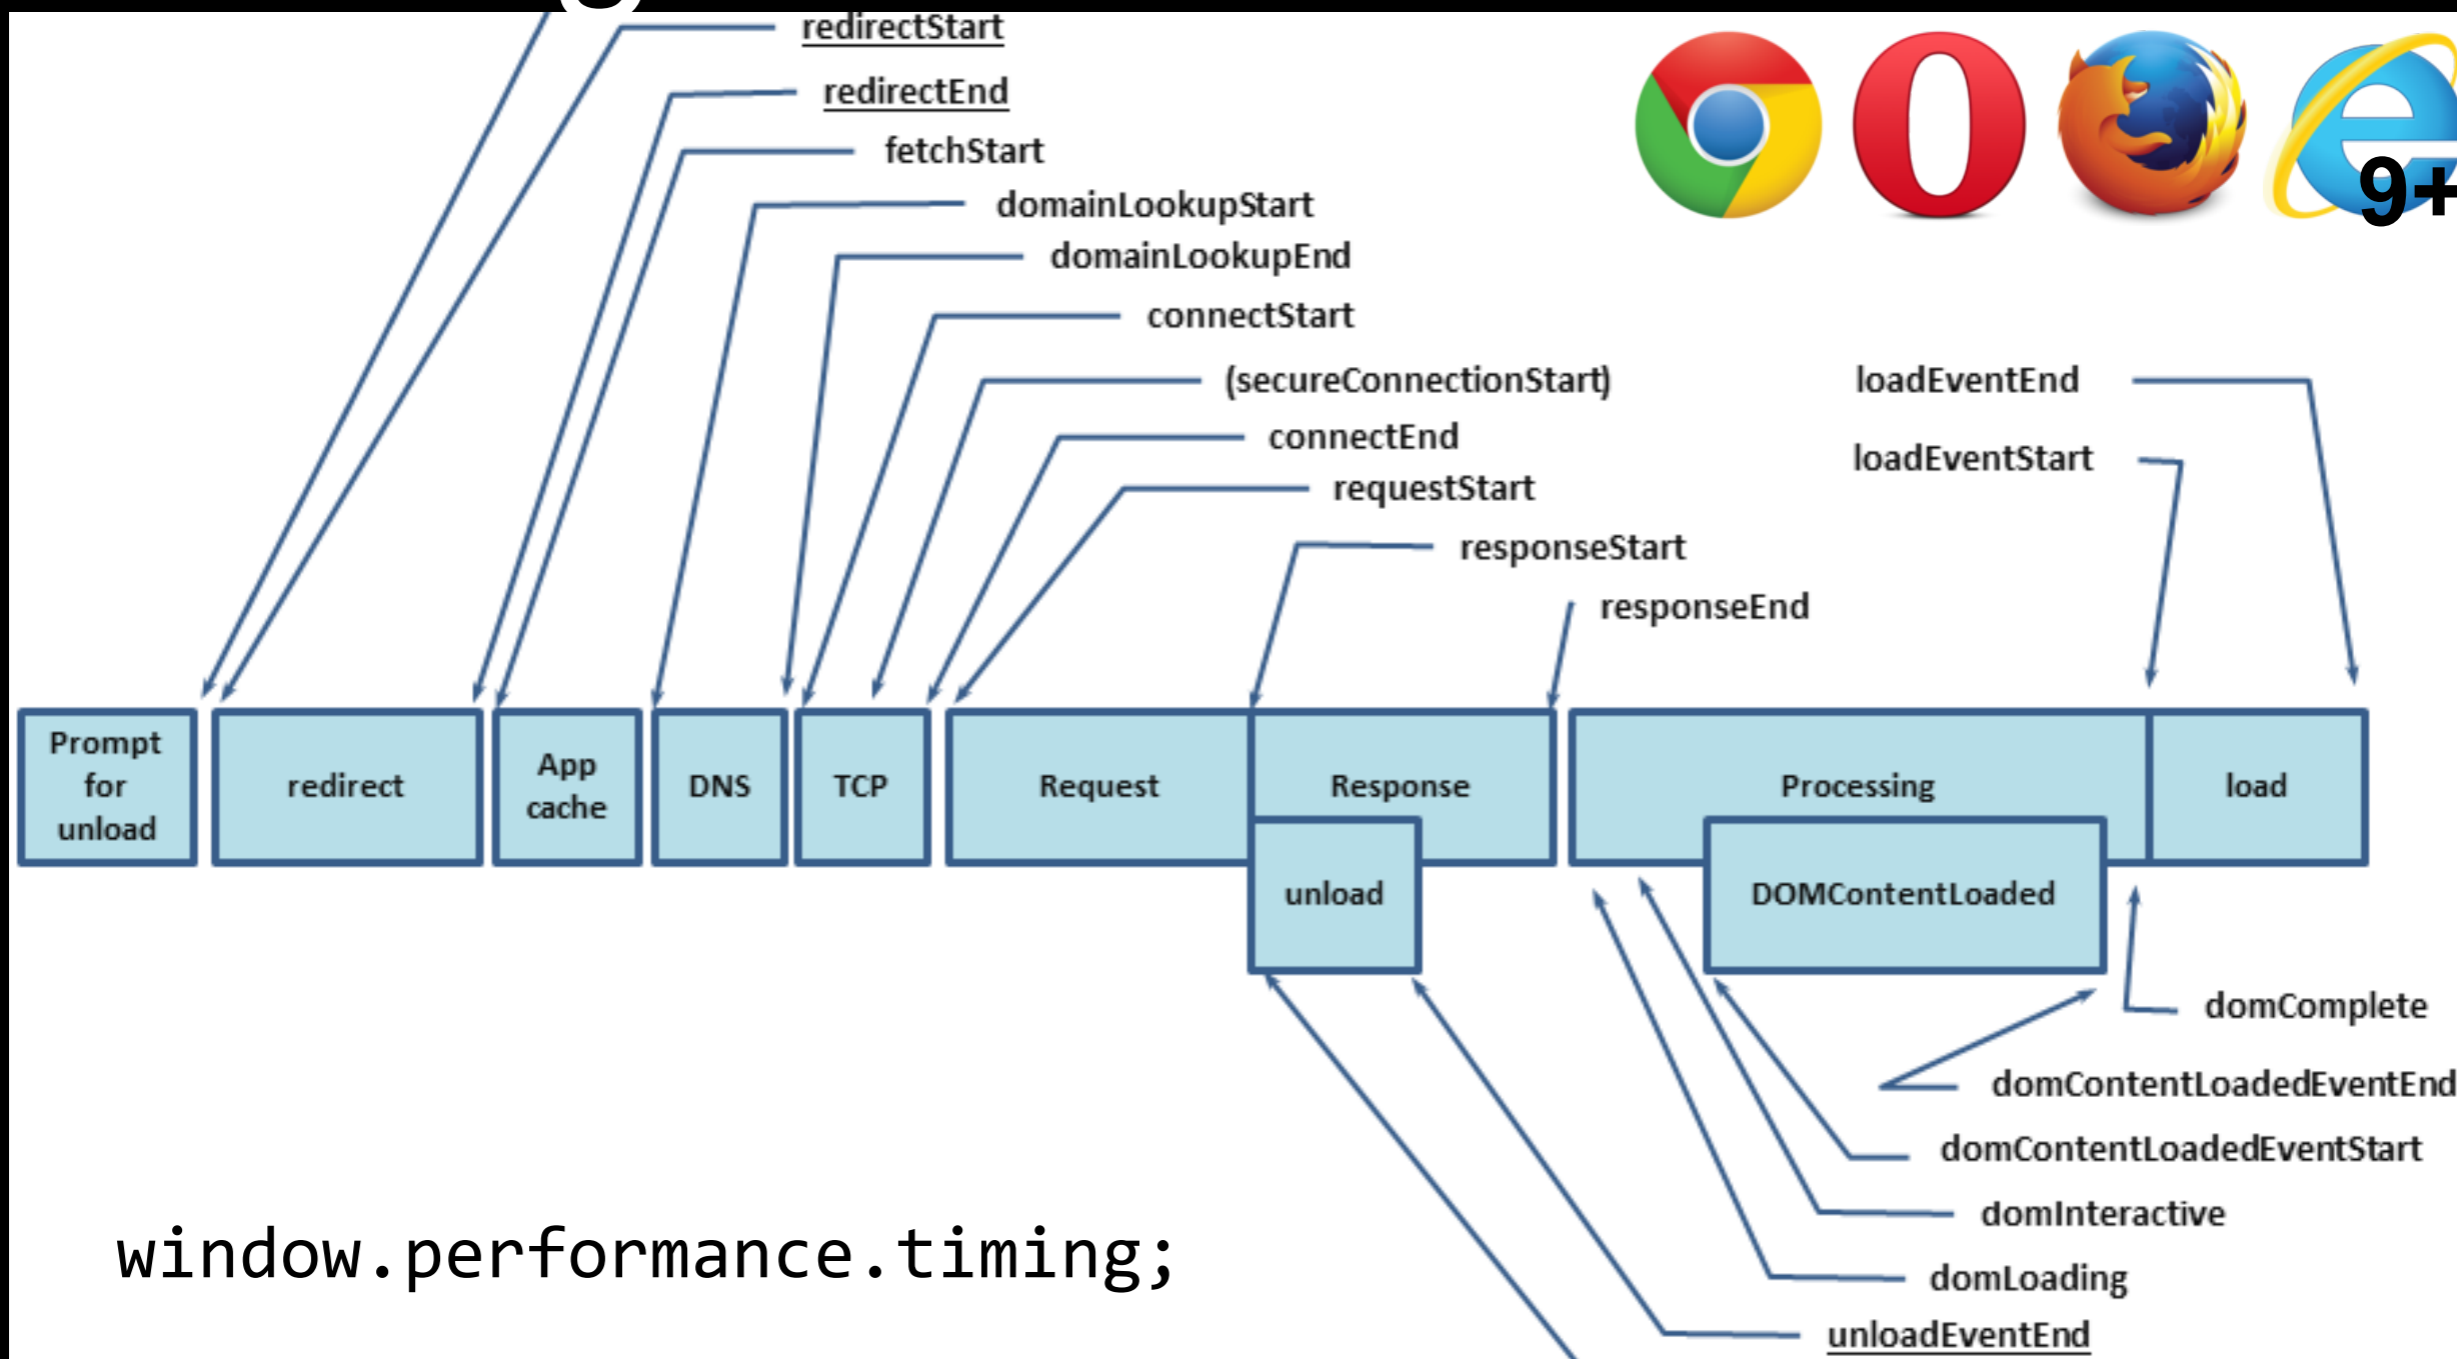 redirectStart
redirectEnd
fetchStart
domainLookupStart
domainLookupEnd
connectStart
(secureConnectionStart)
connectEnd
requestStart
responseStart
responseEnd
9+
loadEventEnd
loadEventStart
Prompt
for
unload
redirect
App
cache
DNS
TCP
Request
Response
unload
Processing
DOMContentLoaded
load
domComplete
domContentLoadedEventEnd
domContentLoadedEventStart
domInteractive
domLoading
unloadEventEnd
window.performance.timing;